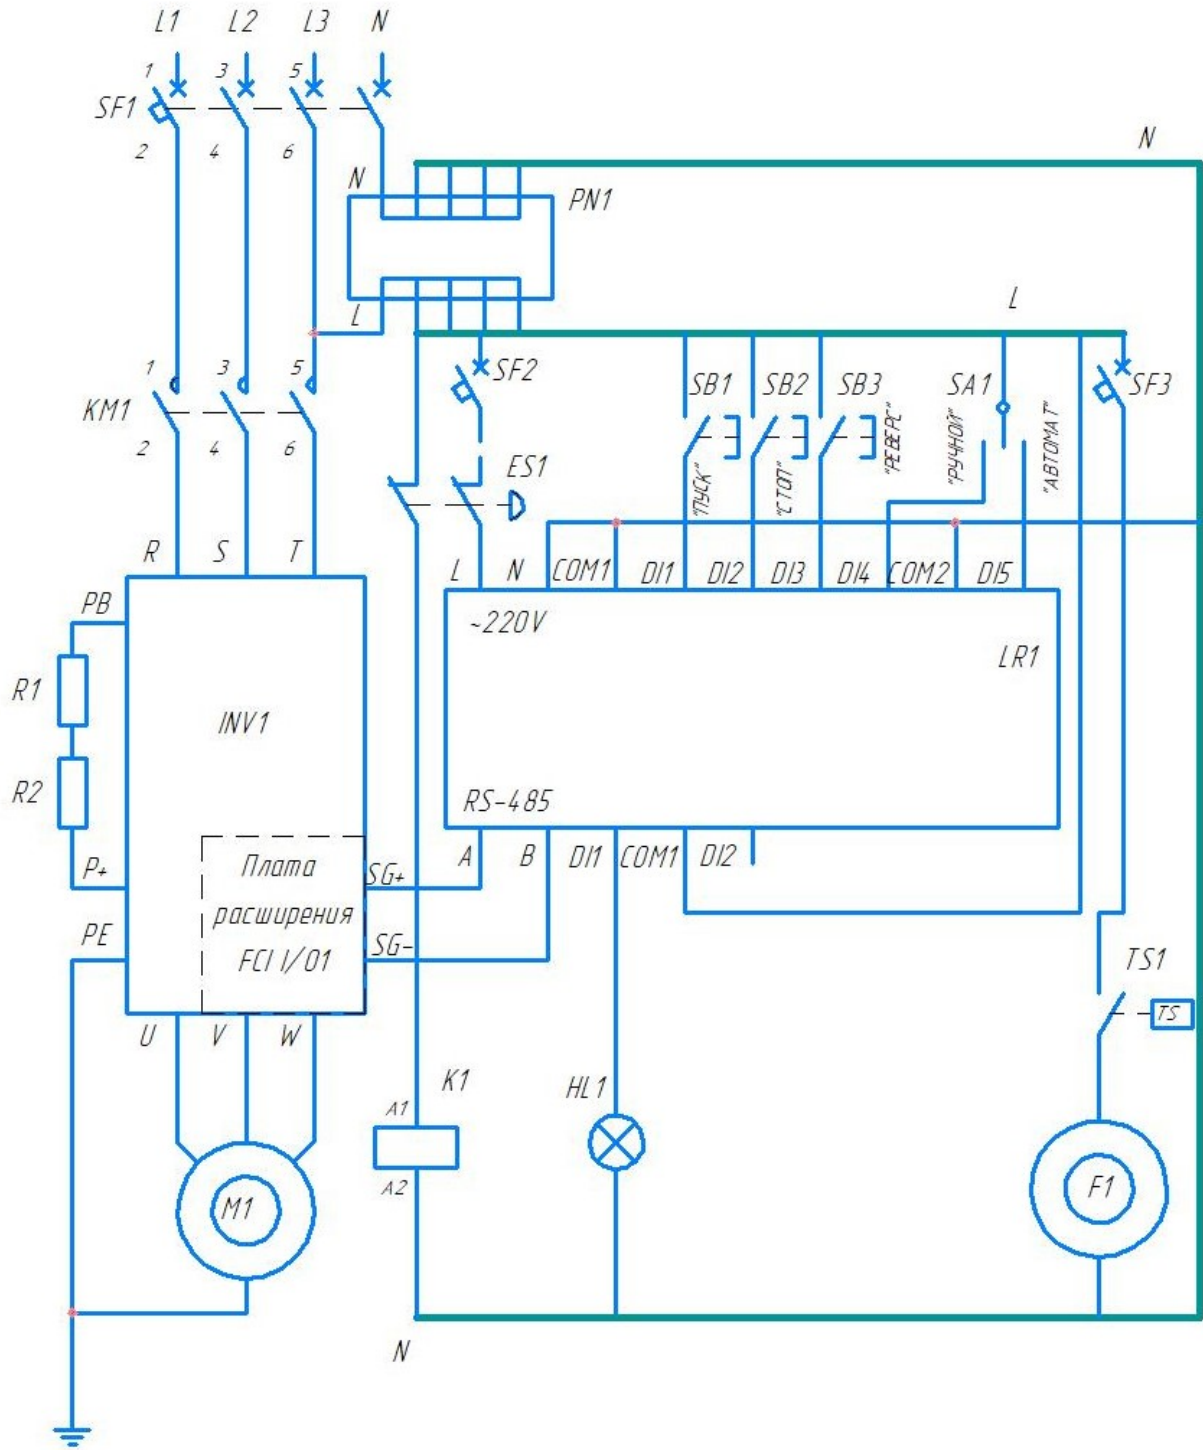 L1 L2 L3 N
1 3 5
SF1
2 4 6
N
N
PN1
L
L
1 3 5
KM1
2 4 6
SF2
SB1 SB2 SB3 SA1 SF3
"ПУСК"
"СТОП"
"РЕВЕРС"
"РУЧНОЙ"
"АВТОМАТ"
ES1
R S T
L N COM1 DI1 DI2 DI3 DI4 COM2 DI5
~220V
LR1
PB
R1
INV1
R2
RS-485
P+
Плата
расширения
FCI I/O1
SG+
SG-
A B DI1 COM1 DI2
PE
U V W
TS1
TS
K1
A1
A2
HL1
M1
F1
N